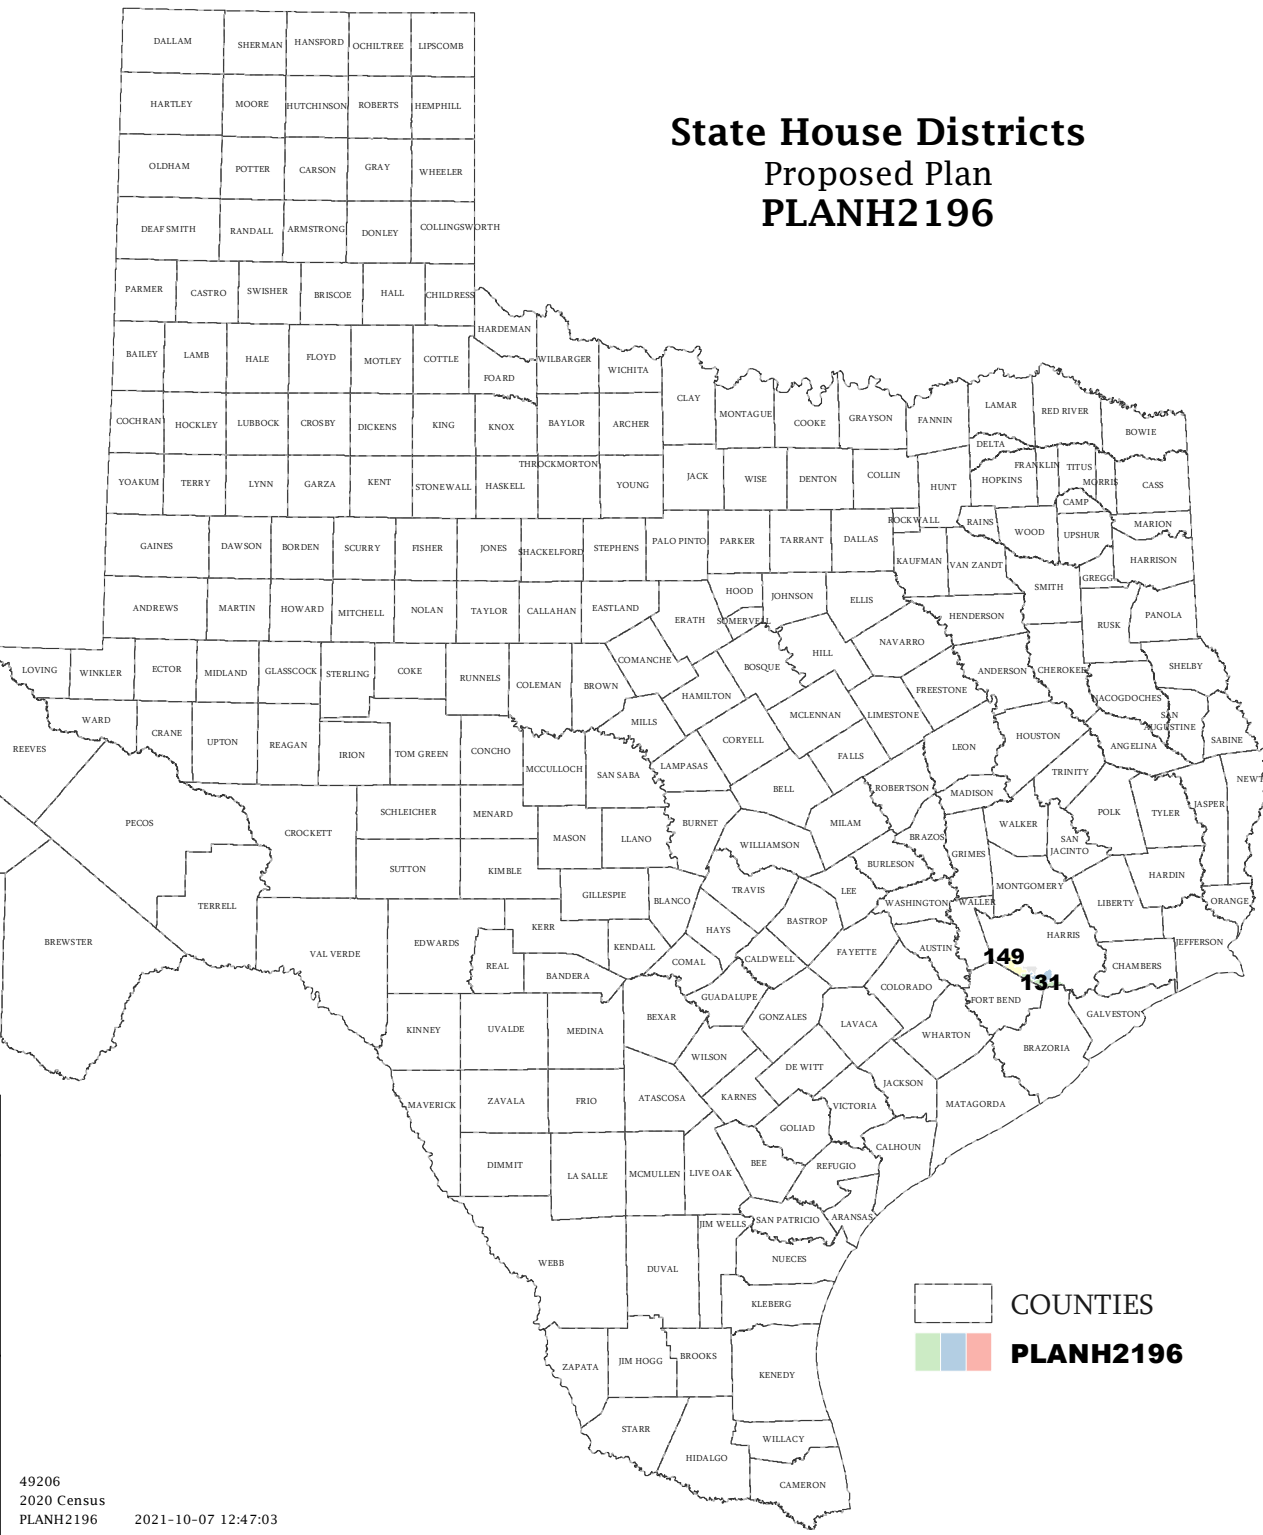 State House Districts
Proposed Plan
PLANH2196
DALLAM
SHERMAN
HANSFORD
OCHILTREE
LIPSCOMB
HARTLEY
MOORE
HUTCHINSON
ROBERTS
HEMPHILL
OLDHAM
POTTER
CARSON
GRAY
WHEELER
DEAF SMITH
RANDALL
ARMSTRONG
DONLEY
COLLINGSWORTH
PARMER
CASTRO
SWISHER
BRISCOE
HALL
CHILDRESS
HARDEMAN
BAILEY
LAMB
HALE
FLOYD
MOTLEY
COTTLE
FOARD
WILBARGER
WICHITA
CLAY
MONTAGUE
COOKE
GRAYSON
FANNIN
LAMAR
RED RIVER
BOWIE
COCHRAN
HOCKLEY
LUBBOCK
CROSBY
DICKENS
KING
KNOX
BAYLOR
ARCHER
DELTA
YOAKUM
TERRY
LYNN
GARZA
KENT
STONEWALL
HASKELL
THROCKMORTON
YOUNG
JACK
WISE
DENTON
COLLIN
HUNT
HOPKINS
FRANKLIN
TITUS
MORRIS
CAMP
CASS
GAINES
DAWSON
BORDEN
SCURRY
FISHER
JONES
SHACKELFORD
STEPHENS
PALO PINTO
PARKER
TARRANT
DALLAS
ROCKWALL
RAINS
WOOD
UPSHUR
MARION
KAUFMAN
VAN ZANDT
HARRISON
GREGG
SMITH
ANDREWS
MARTIN
HOWARD
MITCHELL
NOLAN
TAYLOR
CALLAHAN
EASTLAND
ERATH
HOOD
SOMERVELL
JOHNSON
ELLIS
HENDERSON
RUSK
PANOLA
LOVING
WINKLER
ECTOR
MIDLAND
GLASSCOCK
STERLING
COKE
RUNNELS
COLEMAN
BROWN
COMANCHE
HAMILTON
BOSQUE
HILL
NAVARRO
FREESTONE
ANDERSON
CHEROKEE
NACOGDOCHES
SHELBY
SAN
AUGUSTINE
SABINE
REEVES
WARD
CRANE
UPTON
REAGAN
IRION
TOM GREEN
CONCHO
MCCULLOCH
SAN SABA
MILLS
LAMPASAS
CORYELL
MCLENNAN
LIMESTONE
FALLS
LEON
HOUSTON
ANGELINA
TRINITY
NEWT
PECOS
CROCKETT
SCHLEICHER
MENARD
MASON
LLANO
BURNET
BELL
MILAM
ROBERTSON
MADISON
BRAZOS
GRIMES
WALKER
SAN
JACINTO
POLK
TYLER
JASPER
SUTTON
KIMBLE
WILLIAMSON
BURLESON
TERRELL
GILLESPIE
BLANCO
TRAVIS
LEE
WASHINGTON
WALLER
MONTGOMERY
LIBERTY
HARDIN
ORANGE
BREWSTER
VAL VERDE
EDWARDS
KERR
REAL
BANDERA
KENDALL
HAYS
COMAL
BASTROP
CALDWELL
FAYETTE
AUSTIN
HARRIS
JEFFERSON
CHAMBERS
149
131
FORT BEND
GALVESTON
KINNEY
UVALDE
MEDINA
BEXAR
GUADALUPE
GONZALES
COLORADO
LAVACA
WHARTON
BRAZORIA
WILSON
DE WITT
JACKSON
MATAGORDA
MAVERICK
ZAVALA
FRIO
ATASCOSA
KARNES
VICTORIA
GOLIAD
CALHOUN
DIMMIT
LA SALLE
MCMULLEN
LIVE OAK
BEE
REFUGIO
SAN PATRICIO
ARANSAS
JIM WELLS
WEBB
DUVAL
NUECES
KLEBERG
ZAPATA
JIM HOGG
BROOKS
KENEDY
STARR
HIDALGO
WILLACY
CAMERON
COUNTIES
PLANH2196
49206
2020 Census
PLANH2196 2021-10-07 12:47:03